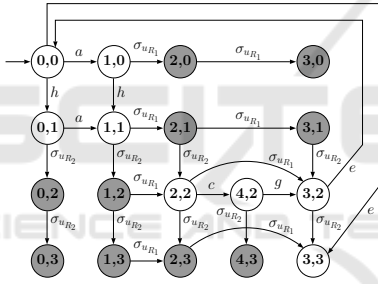 0,0 a 1,0 σ_{u_{R_1}} 2,0 σ_{u_{R_1}} 3,0
h h
0,1 a 1,1 σ_{u_{R_1}} 2,1 σ_{u_{R_1}} 3,1
σ_{u_{R_2}} σ_{u_{R_2}} σ_{u_{R_2}} σ_{u_{R_1}} σ_{u_{R_2}} e
0,2 1,2 σ_{u_{R_1}} 2,2 c 4,2 g 3,2
σ_{u_{R_2}} σ_{u_{R_2}} σ_{u_{R_2}} σ_{u_{R_2}} σ_{u_{R_1}} σ_{u_{R_2}} e
0,3 1,3 σ_{u_{R_1}} 2,3 4,3 3,3